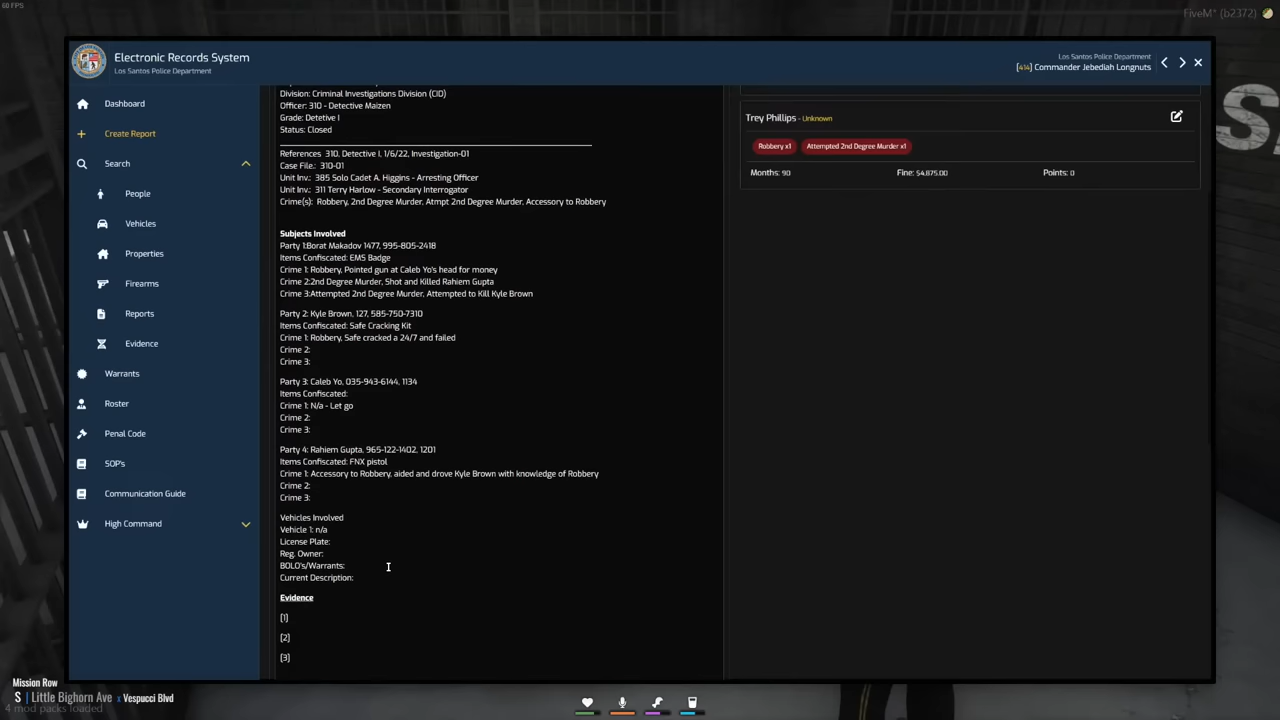 60 FPS
FiveM* (b2372)
Electronic Records System
Los Santos Police Department
Los Santos Police Department
[414] Commander Jebediah Longnuts
Dashboard
Create Report
Search
People
Vehicles
Properties
Firearms
Reports
Evidence
Warrants
Roster
Penal Code
SOP's
Communication Guide
High Command
Division: Criminal Investigations Division (CID)
Officer: 310 - Detective Maizen
Grade: Detetive I
Status: Closed
References 310, Detective I, 1/6/22, Investigation-01
Case File.: 310-01
Unit Inv.: 385 Solo Cadet A. Higgins - Arresting Officer
Unit Inv.: 311 Terry Harlow - Secondary Interrogator
Crime(s): Robbery, 2nd Degree Murder, Atmpt 2nd Degree Murder, Accessory to Robbery
Subjects Involved
Party 1:Borat Makadov 1477, 995-805-2418
Items Confiscated: EMS Badge
Crime 1: Robbery, Pointed gun at Caleb Yo's head for money
Crime 2:2nd Degree Murder, Shot and Killed Rahiem Gupta
Crime 3:Attempted 2nd Degree Murder, Attempted to Kill Kyle Brown
Party 2: Kyle Brown, 127, 585-750-7310
Items Confiscated: Safe Cracking Kit
Crime 1: Robbery, Safe cracked a 24/7 and failed
Crime 2:
Crime 3:
Party 3: Caleb Yo, 035-943-6144, 1134
Items Confiscated:
Crime 1: N/a - Let go
Crime 2:
Crime 3:
Party 4: Rahiem Gupta, 965-122-1402, 1201
Items Confiscated: FNX pistol
Crime 1: Accessory to Robbery, aided and drove Kyle Brown with knowledge of Robbery
Crime 2:
Crime 3:
Vehicles Involved
Vehicle 1: n/a
License Plate:
Reg. Owner:
BOLO's/Warrants:
Current Description:
Evidence
[1]
[2]
[3]
Trey Phillips - Unknown
Robbery x1 Attempted 2nd Degree Murder x1
Months: 90 Fine: $4,875.00 Points: 0
Mission Row
S | Little Bighorn Ave x Vespucci Blvd
4 mod packs loaded